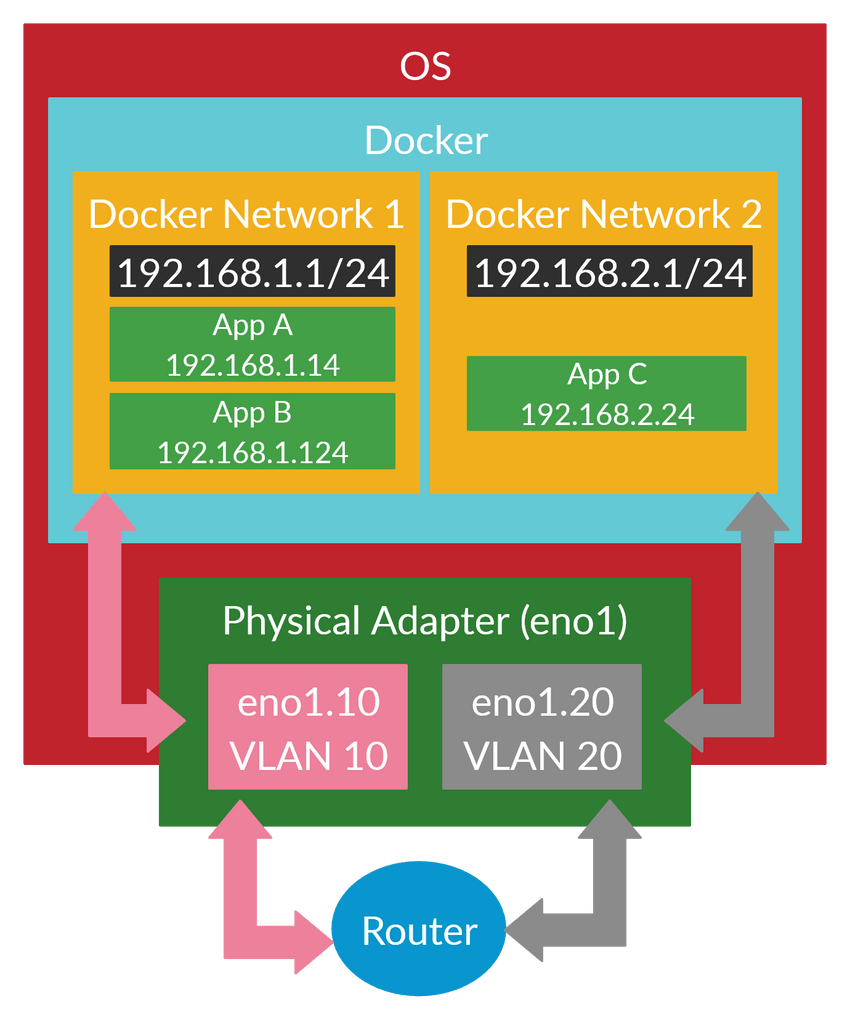 OS
Docker
Docker Network 1
192.168.1.1/24
App A
192.168.1.14
App B
192.168.1.124
Docker Network 2
192.168.2.1/24
App C
192.168.2.24
Physical Adapter (eno1)
eno1.10
VLAN 10
eno1.20
VLAN 20
Router